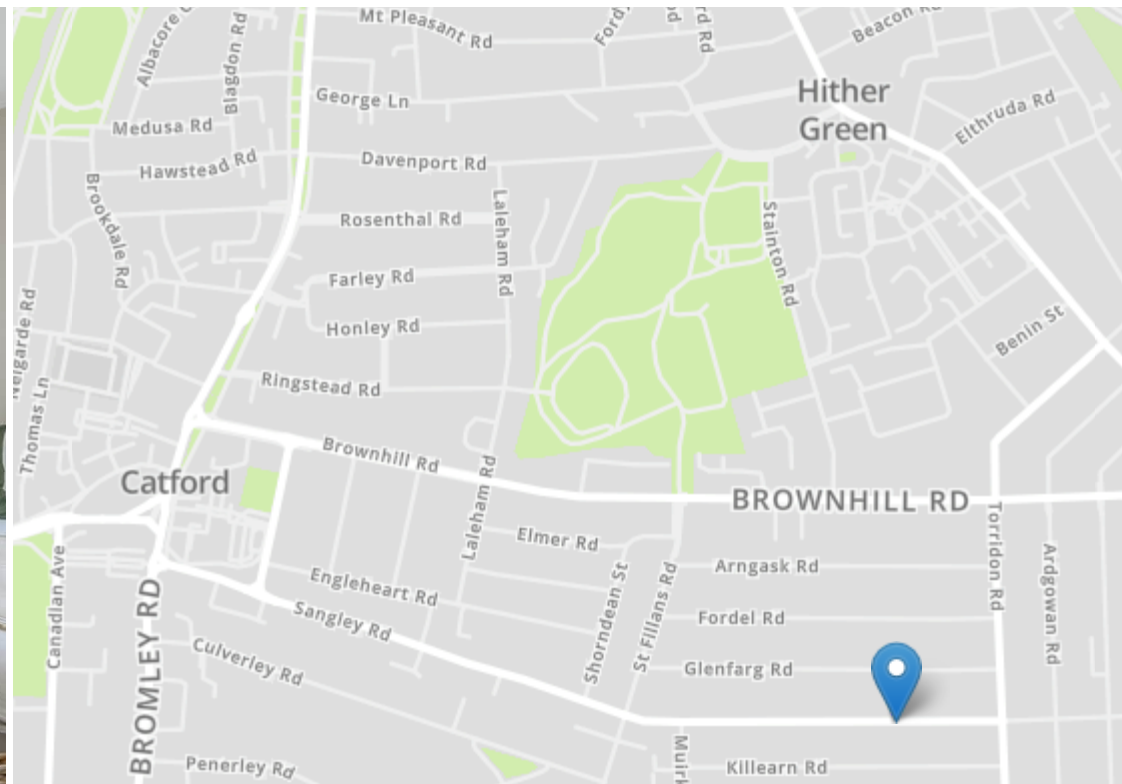 Mt Pleasant Rd
Albacore C
Blagdon Rd
Beacon Rd
Hither
Green
George Ln
Elthruda Rd
Medusa Rd
Hawstead Rd
Davenport Rd
Brookdale Rd
Rosenthal Rd
Laleham Rd
Stainton Rd
Farley Rd
Honley Rd
Benin St
Nelgarde Rd
Thomas Ln
Ringstead Rd
Brownhill Rd
Catford
Laleham Rd
BROWNHILL RD
Torridon Rd
Elmer Rd
Canadian Ave
Engleheart Rd
Arngask Rd
Ardgowan Rd
Shorndean St
St Fillans Rd
Sangley Rd
Fordel Rd
BROMLEY RD
Culverley Rd
Glenfarg Rd
Penerley Rd
Killearn Rd